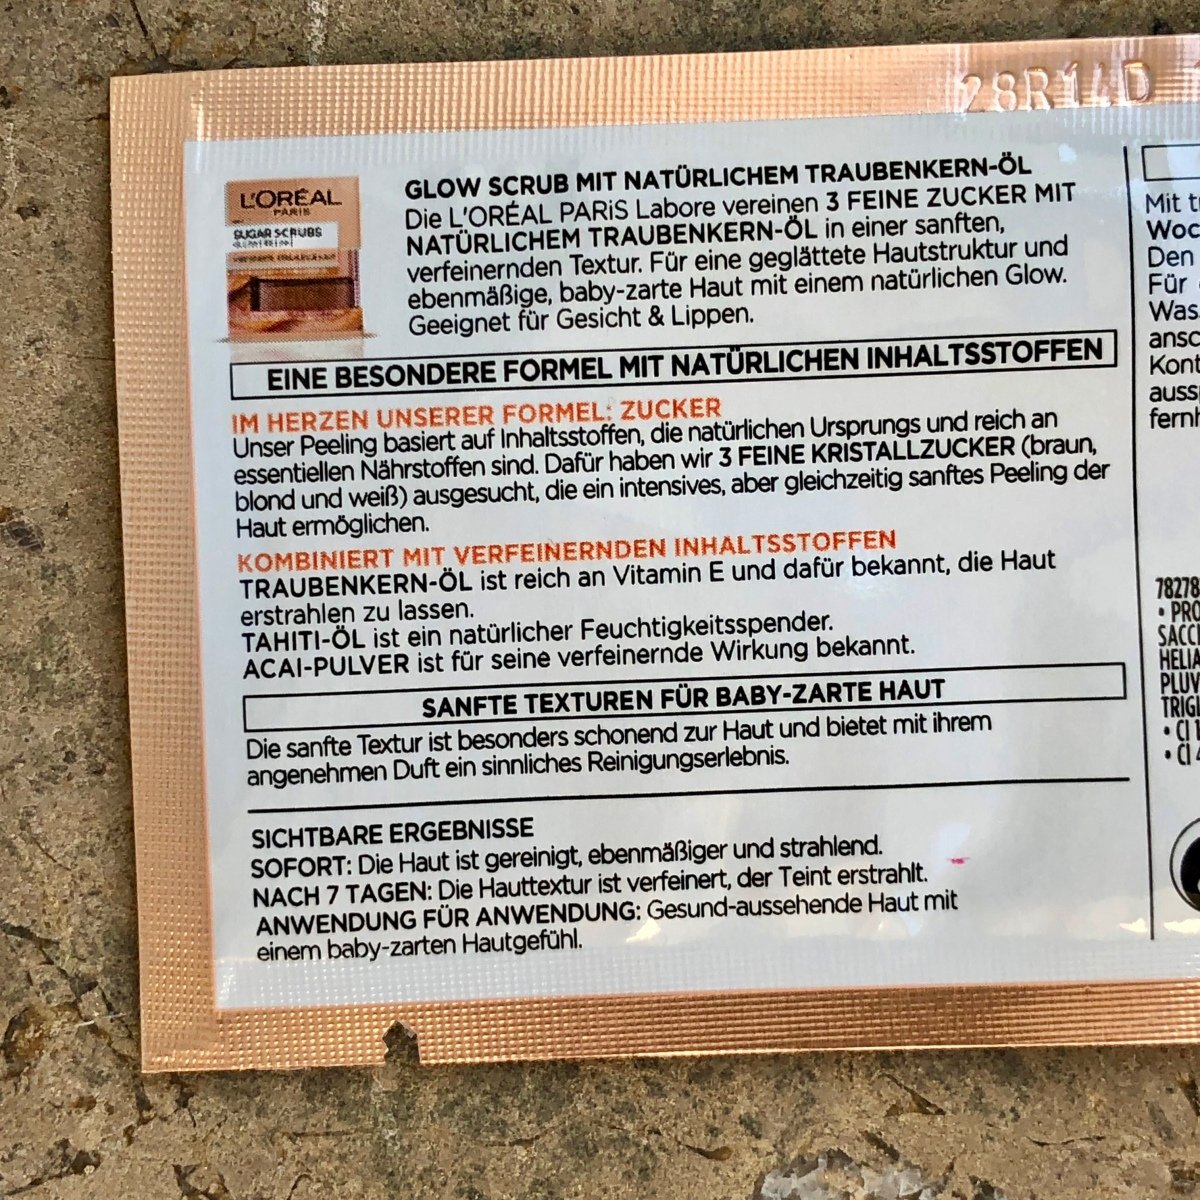 28R14D
L'ORÉAL
PARIS
SUGAR SCRUBS
GLOW SCRUB MIT NATÜRLICHEM TRAUBENKERN-ÖL
Die L'ORÉAL PARiS Labore vereinen 3 FEINE ZUCKER MIT
NATÜRLICHEM TRAUBENKERN-ÖL in einer sanften,
verfeinernden Textur. Für eine geglättete Hautstruktur und
ebenmäßige, baby-zarte Haut mit einem natürlichen Glow.
Geeignet für Gesicht & Lippen.
EINE BESONDERE FORMEL MIT NATÜRLICHEN INHALTSSTOFFEN
IM HERZEN UNSERER FORMEL: ZUCKER
Unser Peeling basiert auf Inhaltsstoffen, die natürlichen Ursprungs und reich an
essentiellen Nährstoffen sind. Dafür haben wir 3 FEINE KRISTALLZUCKER (braun,
blond und weiß) ausgesucht, die ein intensives, aber gleichzeitig sanftes Peeling der
Haut ermöglichen.
KOMBINIERT MIT VERFEINERNDEN INHALTSSTOFFEN
TRAUBENKERN-ÖL ist reich an Vitamin E und dafür bekannt, die Haut
erstrahlen zu lassen.
TAHITI-ÖL ist ein natürlicher Feuchtigkeitsspender.
ACAI-PULVER ist für seine verfeinernde Wirkung bekannt.
SANFTE TEXTUREN FÜR BABY-ZARTE HAUT
Die sanfte Textur ist besonders schonend zur Haut und bietet mit ihrem
angenehmen Duft ein sinnliches Reinigungserlebnis.
SICHTBARE ERGEBNISSE
SOFORT: Die Haut ist gereinigt, ebenmäßiger und strahlend.
NACH 7 TAGEN: Die Hauttextur ist verfeinert, der Teint erstrahlt.
ANWENDUNG FÜR ANWENDUNG: Gesund-aussehende Haut mit
einem baby-zarten Hautgefühl.
Mit t
Woc
Den
Für
Was
ansc
Kont
auss
fernh
78278
• PRO
SACCH
HELIA
PLUV
TRIGL
• CI 1
• CI 4